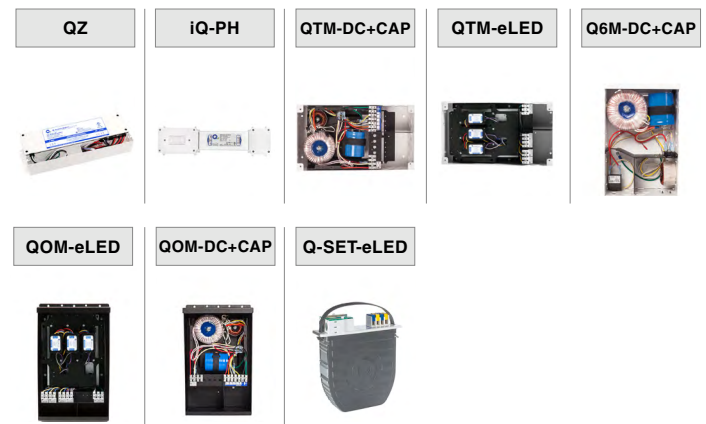 QZ
iQ-PH
QTM-DC+CAP
QTM-eLED
Q6M-DC+CAP
QOM-eLED
QOM-DC+CAP
Q-SET-eLED